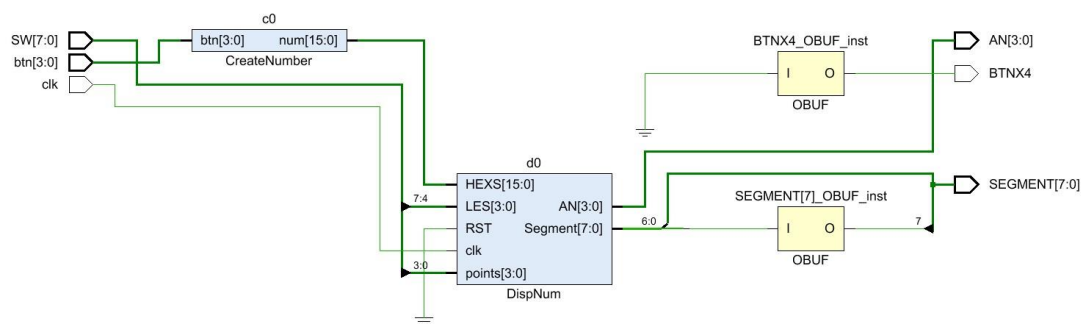 c0
SW[7:0]
btn[3:0]
clk
btn[3:0] num[15:0]
CreateNumber
BTNX4_OBUF_inst
I O
OBUF
AN[3:0]
BTNX4
d0
HEXS[15:0]
7:4 LES[3:0] AN[3:0]
RST Segment[7:0] 6:0
clk
3:0 points[3:0]
DispNum
SEGMENT[7]_OBUF_inst
I O
OBUF
7
SEGMENT[7:0]